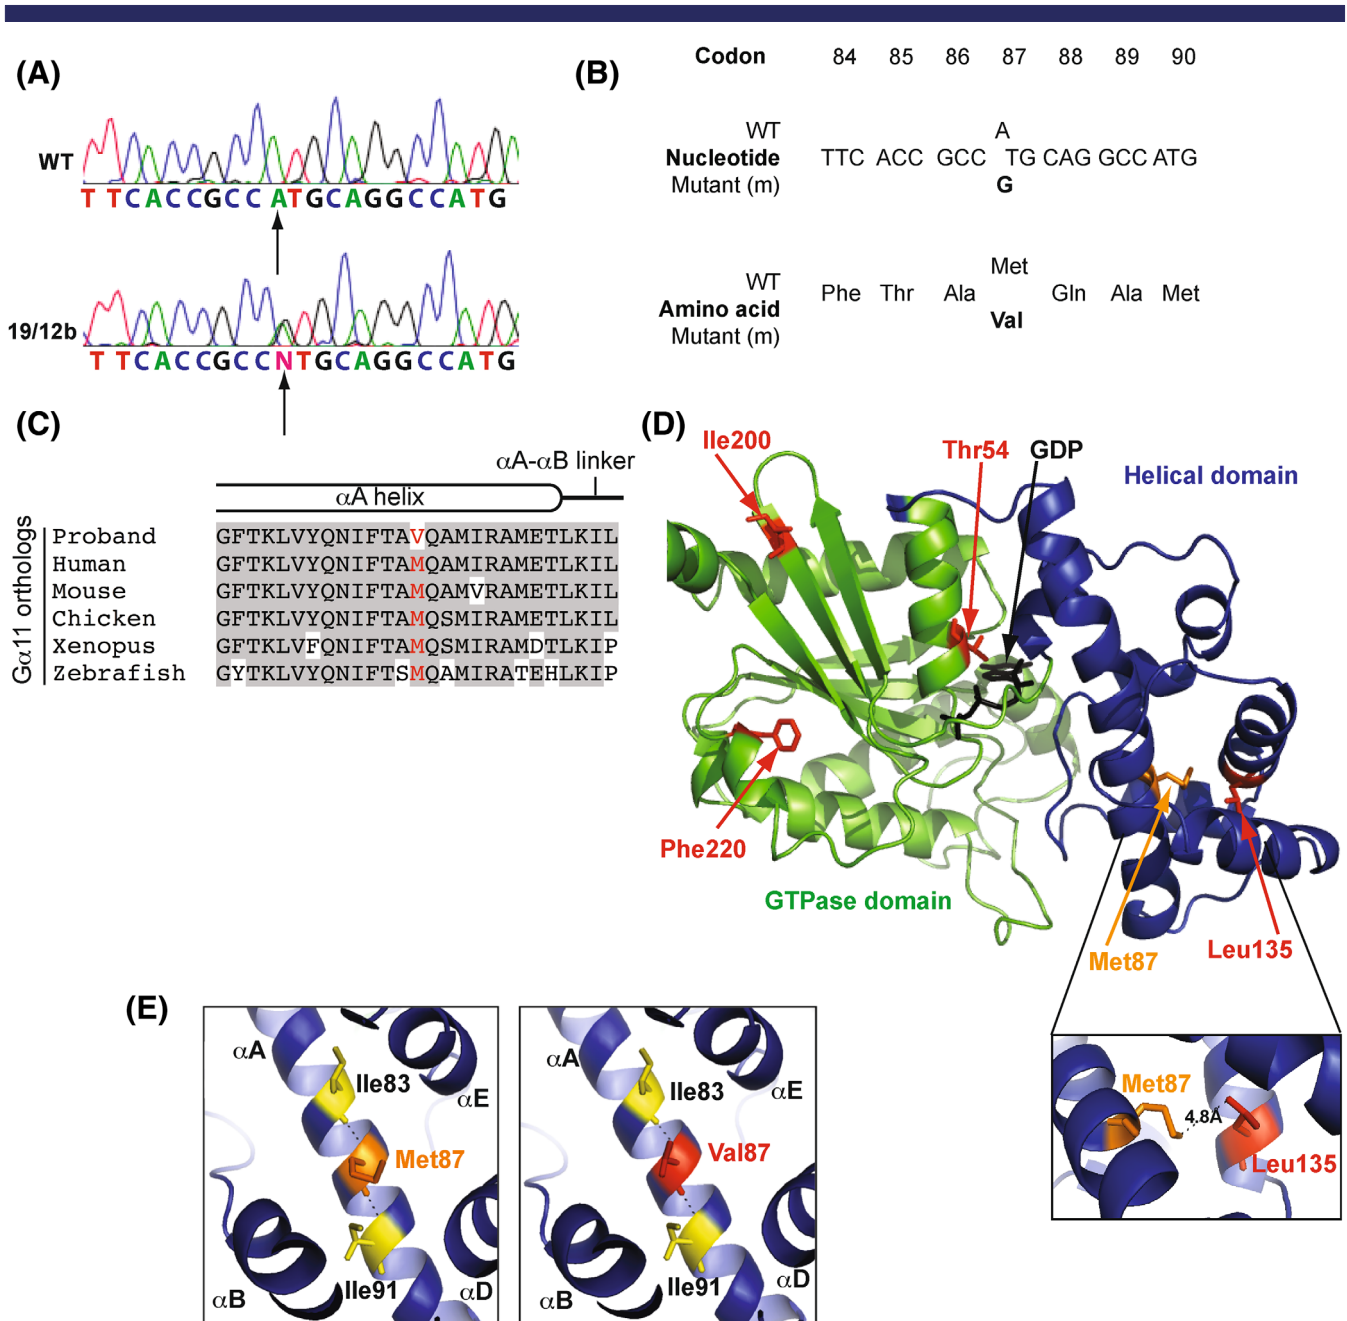 (A)
WT
TTCACCGCCATGCAGGCCATG
19/12b
TTCACCGCCNTGCAGGCCATG
(B)
Codon 84 85 86 87 88 89 90
WT A
Nucleotide TTC ACC GCC TG CAG GCC ATG
Mutant (m) G
Met
WT
Phe Thr Ala Gln Ala Met
Amino acid
Val
Mutant (m)
(C)
αA-αB linker
αA helix
Gα11 orthologs
Proband GFTKLVYQNIFTAVQAMIRAMETLKIL
Human GFTKLVYQNIFTAMQAMIRAMETLKIL
Mouse GFTKLVYQNIFTAMQAMVRAMETLKIL
Chicken GFTKLVYQNIFTAMQSMIRAMETLKIL
Xenopus GFTKLVFQNIFTAMQSMIRAMDTLKIP
Zebrafish GYTKLVYQNIFTSMQAMIRATEHLKIP
(D)
Ile200
Thr54
GDP
Helical domain
Phe220
GTPase domain
Met87
Leu135
Met87
4.8Å
Leu135
(E)
αA
Ile83
αE
Met87
Ile91
αB
αD
αA
Ile83
αE
Val87
Ile91
αB
αD